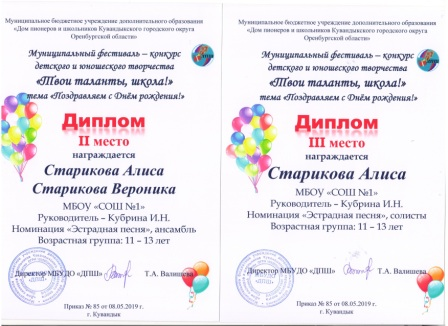 Муниципальное бюджетное учреждение дополнительного образования
«Дом пионеров и школьников Кувандыкского городского округа
Оренбургской области»
Муниципальный фестиваль – конкурс
детского и юношеского творчества
«Твои таланты, школа!»
тема «Поздравляем с Днём рождения!»
Диплом
II место
награждается
Старикова Алиса
Старикова Вероника
МБОУ «СОШ №1»
Руководитель – Кубрина И.Н.
Номинация «Эстрадная песня», ансамбль
Возрастная группа: 11 – 13 лет
Директор МБУДО «ДПШ» Т.А. Валишева
Приказ № 85 от 08.05.2019 г.
г. Кувандык
Муниципальное бюджетное учреждение дополнительного образования
«Дом пионеров и школьников Кувандыкского городского округа
Оренбургской области»
Муниципальный фестиваль – конкурс
детского и юношеского творчества
«Твои таланты, школа!»
тема «Поздравляем с Днём рождения!»
Диплом
III место
награждается
Старикова Алиса
МБОУ «СОШ №1»
Руководитель – Кубрина И.Н.
Номинация «Эстрадная песня», солисты
Возрастная группа: 11 – 13 лет
Директор МБУДО «ДПШ» Т.А. Валишева
Приказ № 85 от 08.05.2019 г.
г. Кувандык